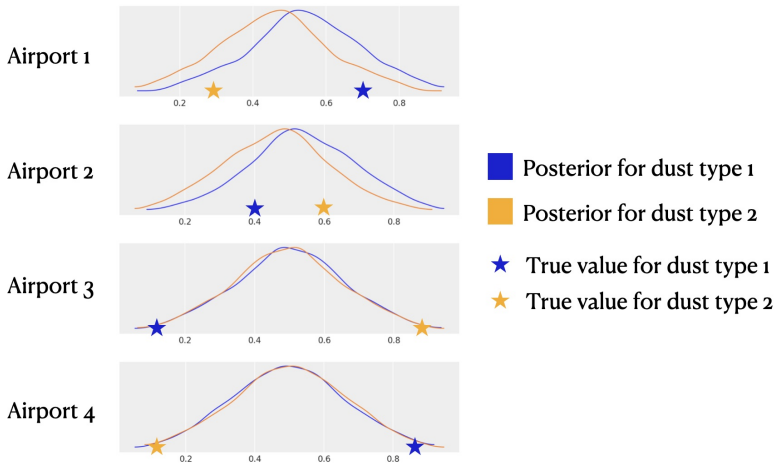 Airport 1
0.2 0.4 0.6 0.8
Airport 2
0.2 0.4 0.6 0.8
Airport 3
0.2 0.4 0.6 0.8
Airport 4
0.2 0.4 0.6 0.8
Posterior for dust type 1
Posterior for dust type 2
True value for dust type 1
True value for dust type 2